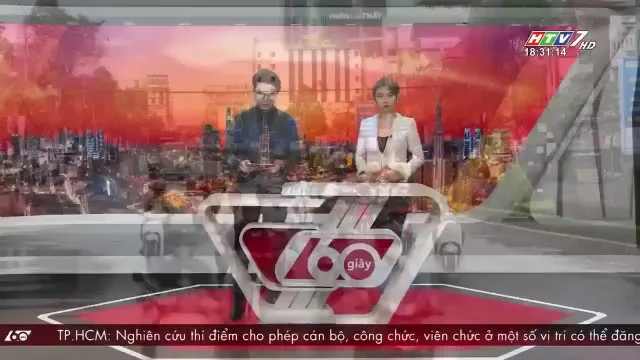 HTV7 HD
18:31:14
60 giây
60 TP.HCM: Nghiên cứu thí điểm cho phép cán bộ, công chức, viên chức ở một số vị trí có thể đăng